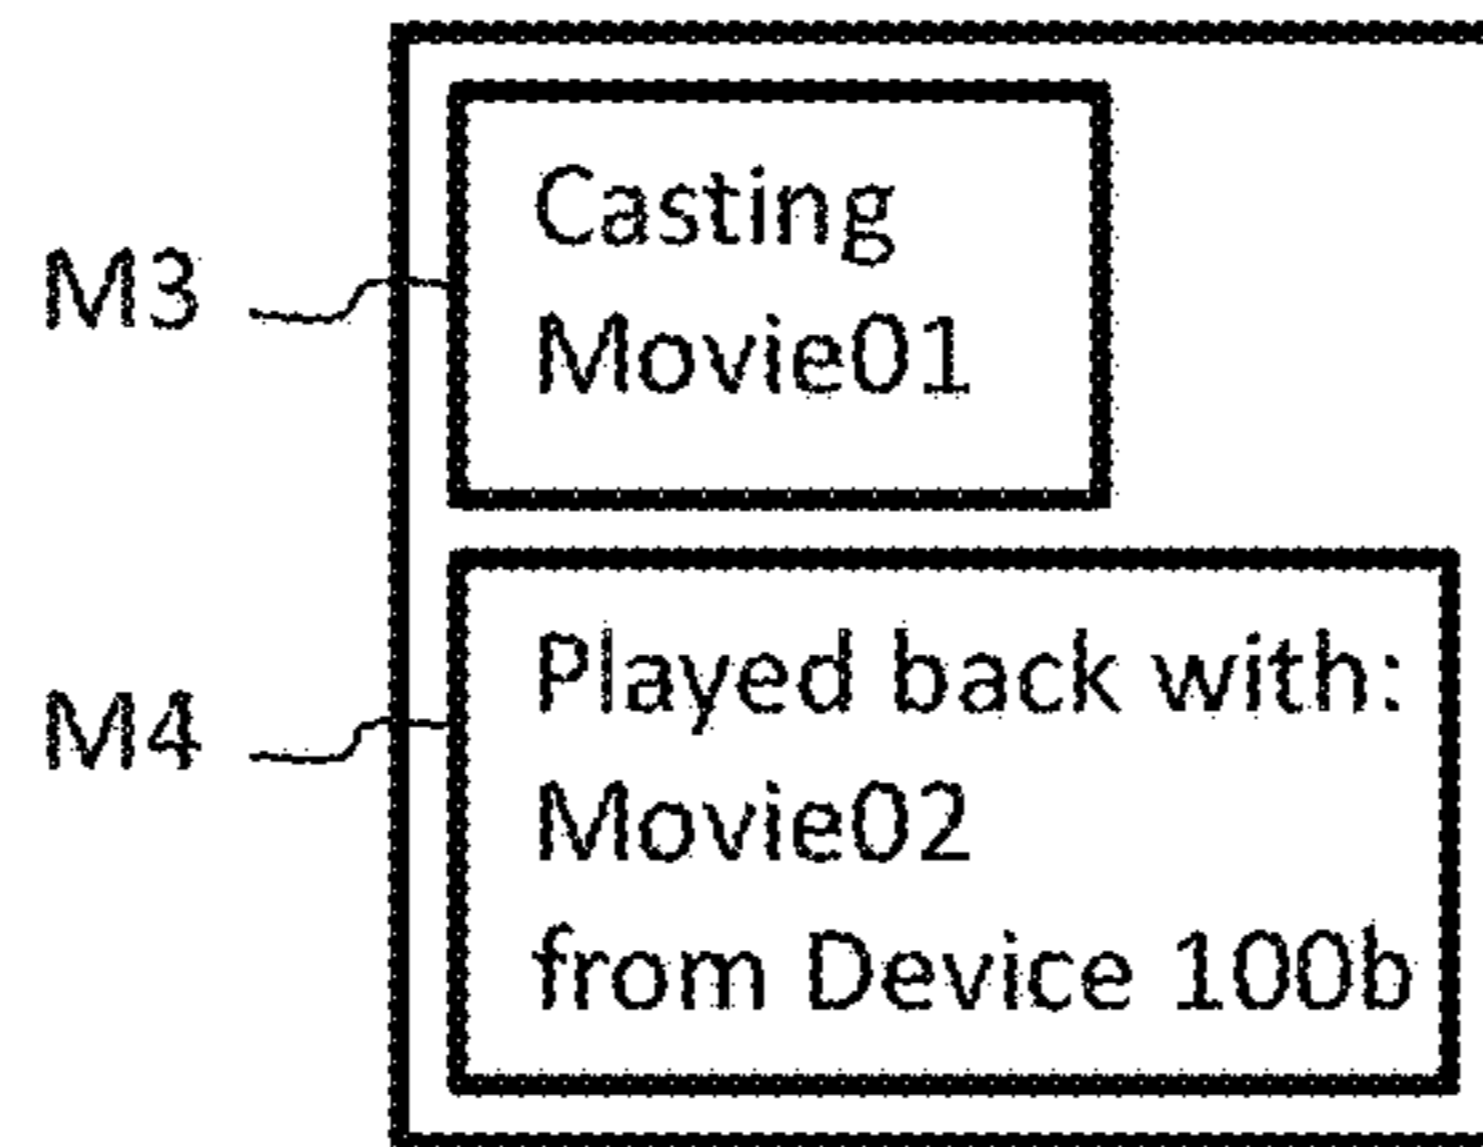 M3
Casting
Movie01
M4
Played back with:
Movie02
from Device 100b